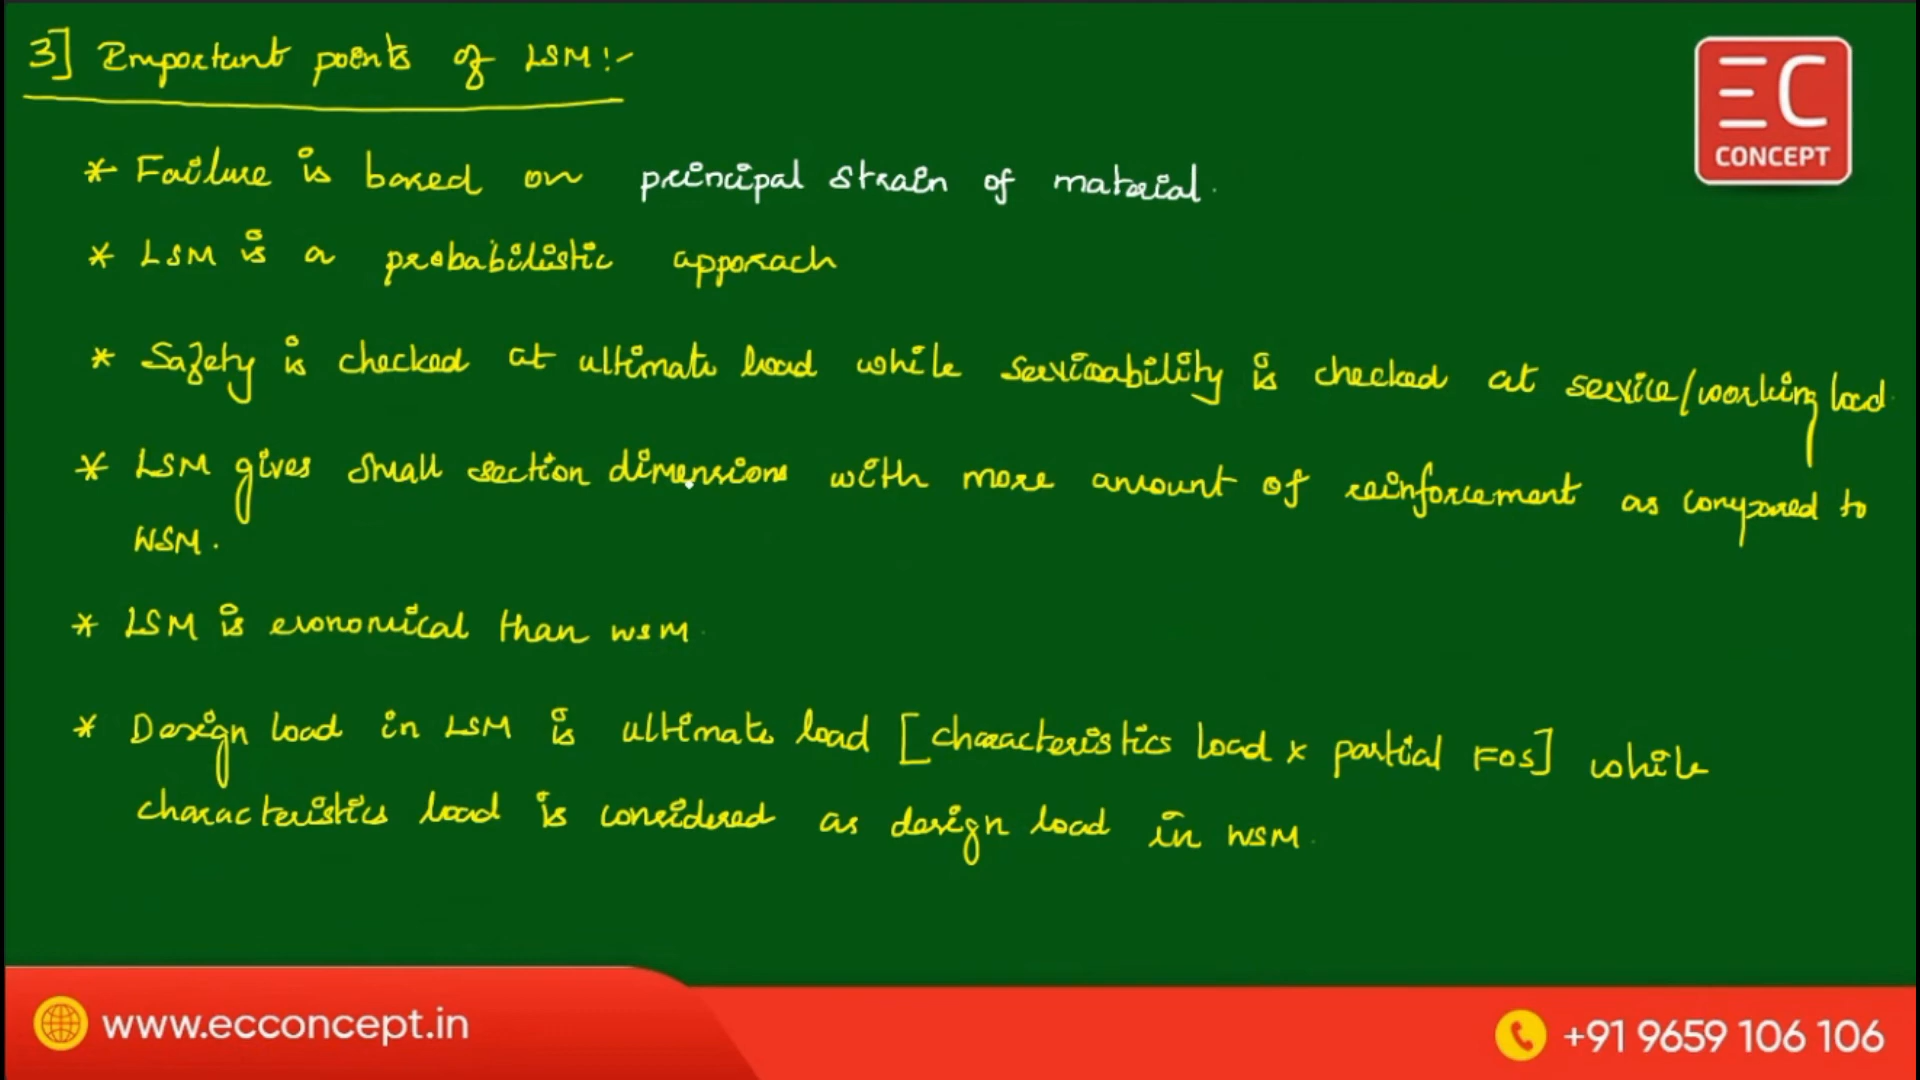 3] Important points of LSM:-
EC
CONCEPT
* Failure is based on principal strain of material.
* LSM is a probabilistic apporach
* Safety is checked at ultimate load while servicability is checked at service/working load.
* LSM gives small section dimensions with more amount of reinforcement as compared to
WSM.
* LSM is economical than WSM.
* Design load in LSM is ultimate load [characteristics load x partial FOS] while
characteristics load is considered as design load in WSM.
www.ecconcept.in
+91 9659 106 106